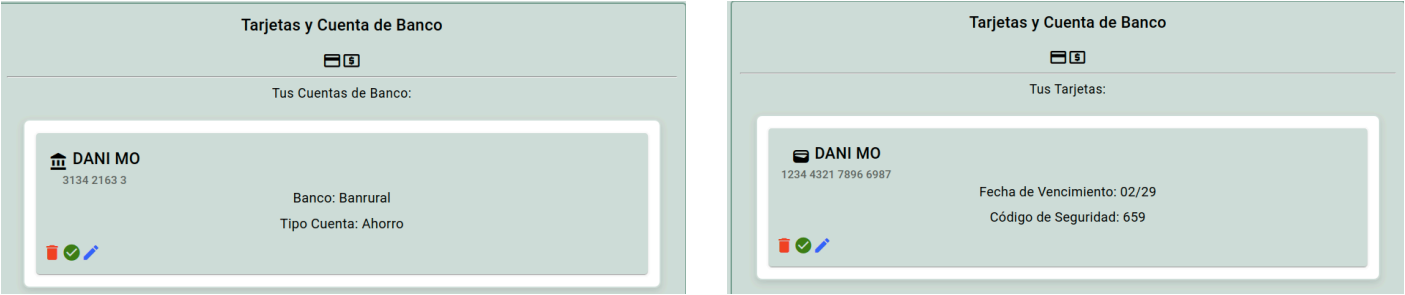 Tarjetas y Cuenta de Banco
Tus Cuentas de Banco:
DANI MO
3134 2163 3
Banco: Banrural
Tipo Cuenta: Ahorro
Tarjetas y Cuenta de Banco
Tus Tarjetas:
DANI MO
1234 4321 7896 6987
Fecha de Vencimiento: 02/29
Código de Seguridad: 659